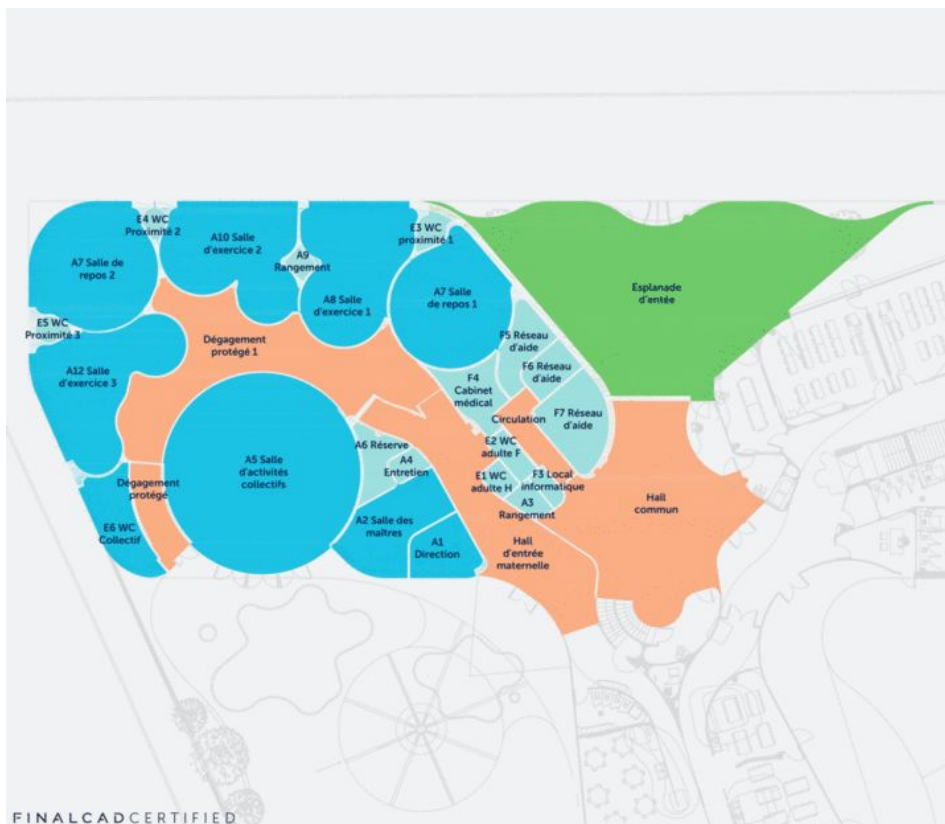 E4 WC
Proximité 2
A10 Salle
d'exercice 2
E3 WC
proximité 1
A7 Salle de
repos 2
A9
Rangement
A8 Salle
d'exercice 1
A7 Salle
de repos 1
Esplanade
d'entée
E5 WC
Proximité 3
Dégagement
protégé 1
F5 Réseau
d'aide
A12 Salle
d'exercice 3
F6 Réseau
d'aide
F4
Cabinet
médical
F7 Réseau
d'aide
Circulation
A6 Réserve
E2 WC
adulte F
A4
Entretien
A5 Salle
d'activités
collectifs
E1 WC
adulte H
F3 Local
informatique
Dégagement
protégé
A3
Rangement
Hall
commun
E6 WC
Collectif
A2 Salle des
maîtres
A1
Direction
Hall
d'entrée
maternelle
FINALCADCERTIFIED